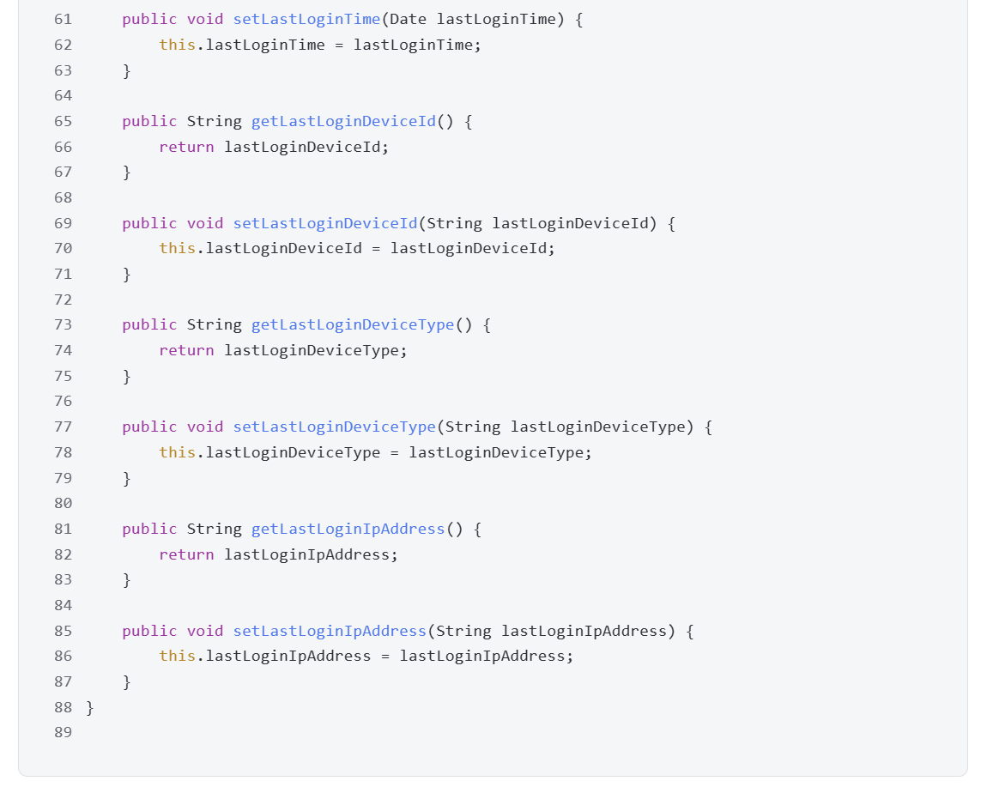 61     public void setLastLoginTime(Date lastLoginTime) {
62         this.lastLoginTime = lastLoginTime;
63     }
64
65     public String getLastLoginDeviceId() {
66         return lastLoginDeviceId;
67     }
68
69     public void setLastLoginDeviceId(String lastLoginDeviceId) {
70         this.lastLoginDeviceId = lastLoginDeviceId;
71     }
72
73     public String getLastLoginDeviceType() {
74         return lastLoginDeviceType;
75     }
76
77     public void setLastLoginDeviceType(String lastLoginDeviceType) {
78         this.lastLoginDeviceType = lastLoginDeviceType;
79     }
80
81     public String getLastLoginIpAddress() {
82         return lastLoginIpAddress;
83     }
84
85     public void setLastLoginIpAddress(String lastLoginIpAddress) {
86         this.lastLoginIpAddress = lastLoginIpAddress;
87     }
88 }
89